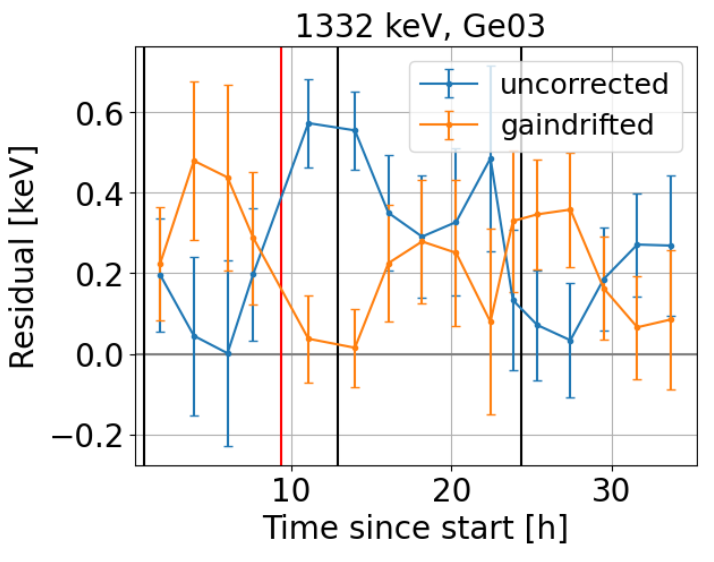 1332 keV, Ge03
uncorrected
gaindrifted
Residual [keV]
0.6
0.4
0.2
0.0
−0.2
10 20 30
Time since start [h]